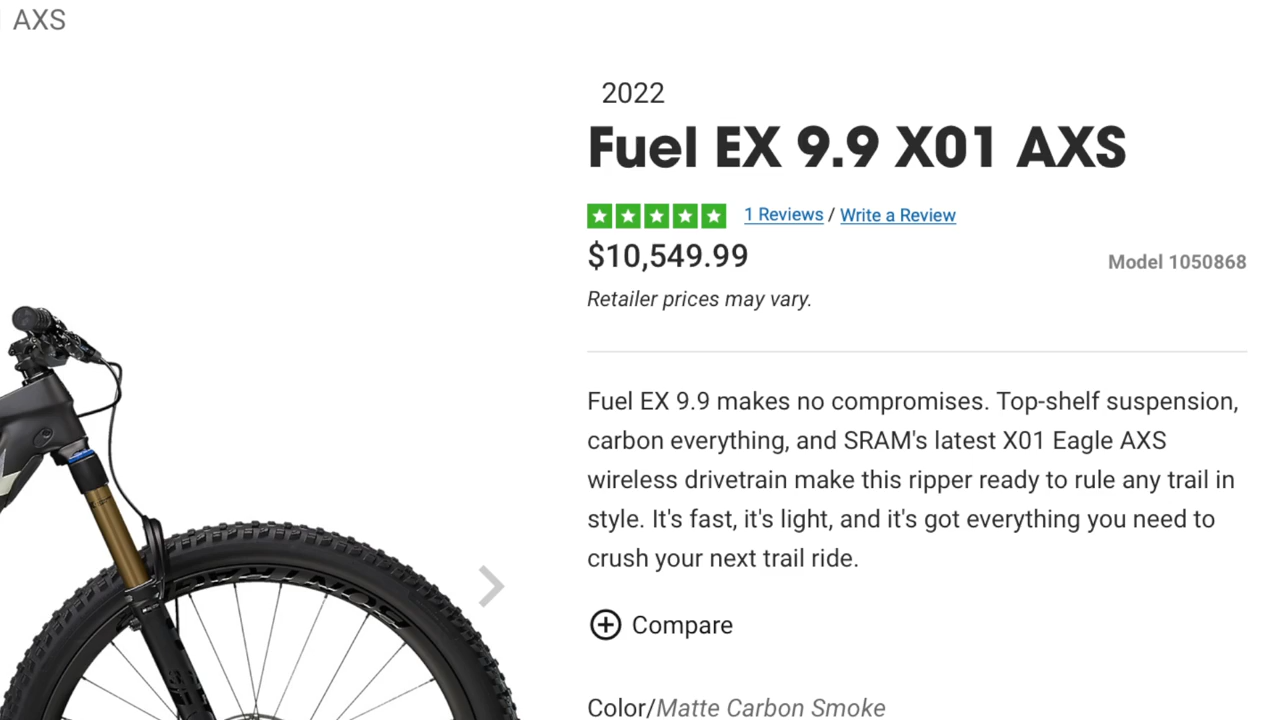 AXS
2022
Fuel EX 9.9 X01 AXS
1 Reviews / Write a Review
$10,549.99
Model 1050868
Retailer prices may vary.
Fuel EX 9.9 makes no compromises. Top-shelf suspension,
carbon everything, and SRAM's latest X01 Eagle AXS
wireless drivetrain make this ripper ready to rule any trail in
style. It's fast, it's light, and it's got everything you need to
crush your next trail ride.
Compare
Color/Matte Carbon Smoke